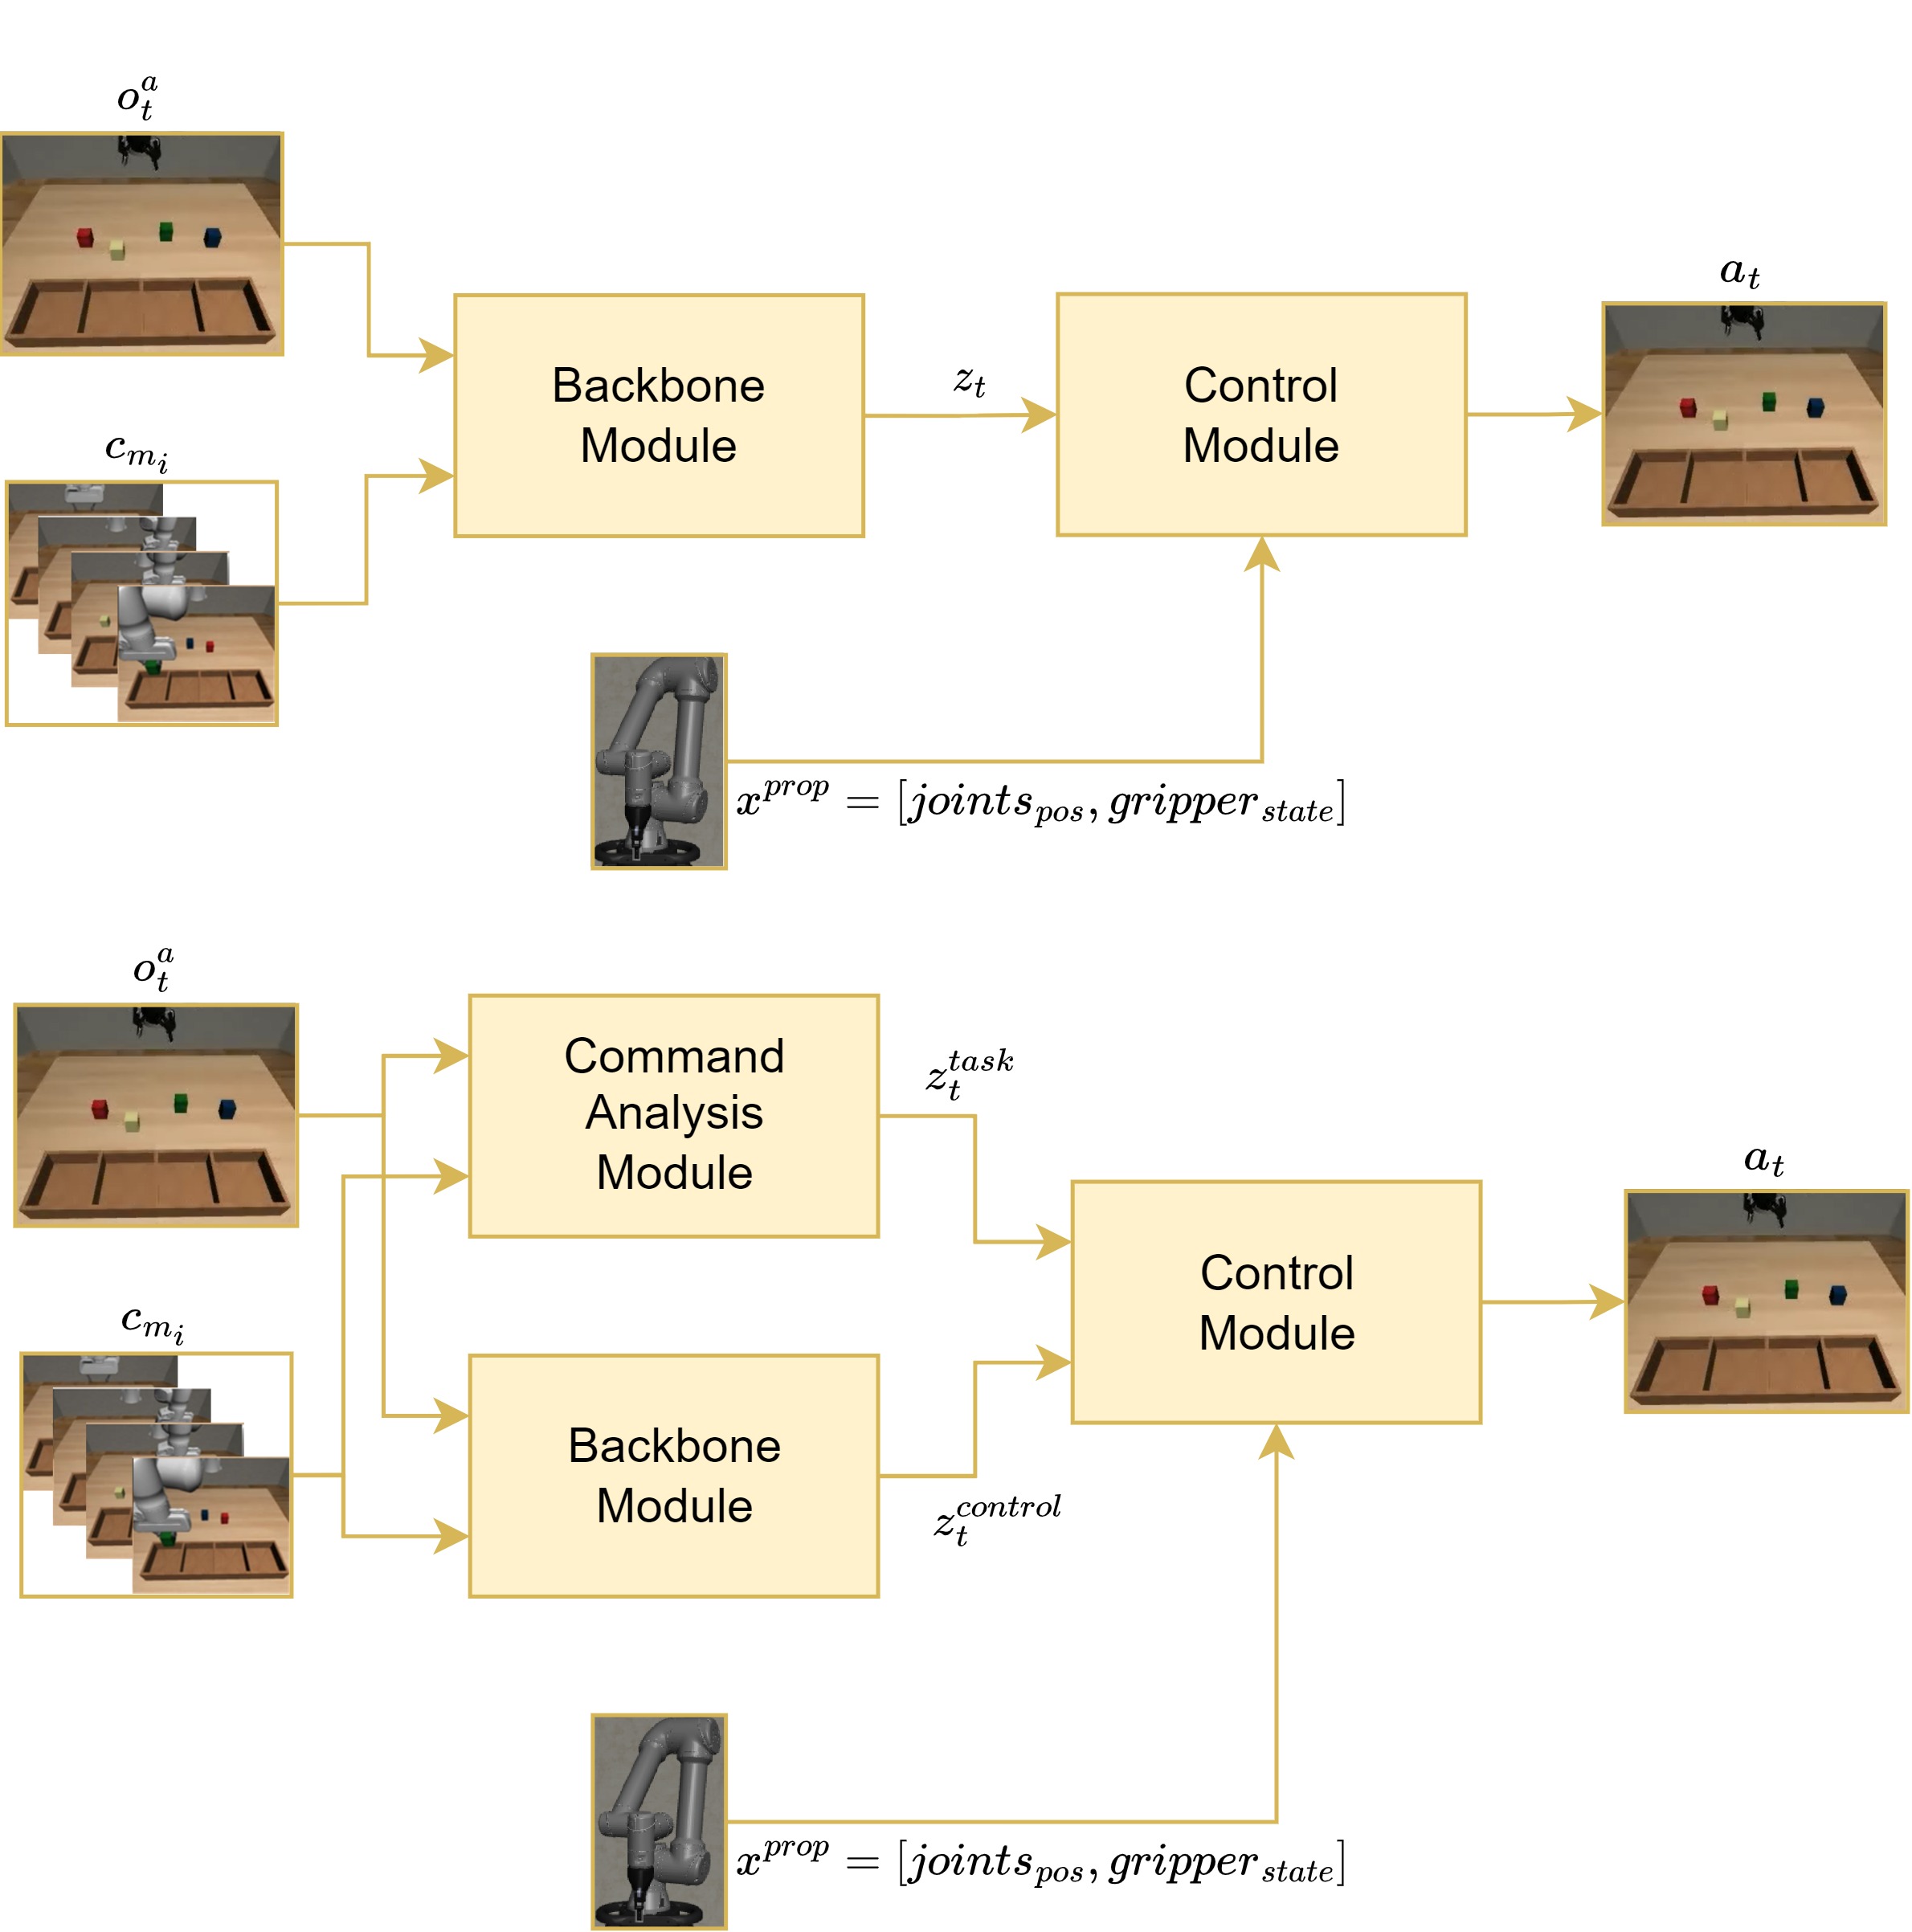 $o_t^a$
$a_t$
Backbone
Module
$z_t$
Control
Module
$c_{m_i}$
$x^{prop} = [joints_{pos}, gripper_{state}]$
$o_t^a$
Command
Analysis
Module
$z_t^{task}$
$a_t$
Control
Module
$c_{m_i}$
Backbone
Module
$z_t^{control}$
$x^{prop} = [joints_{pos}, gripper_{state}]$